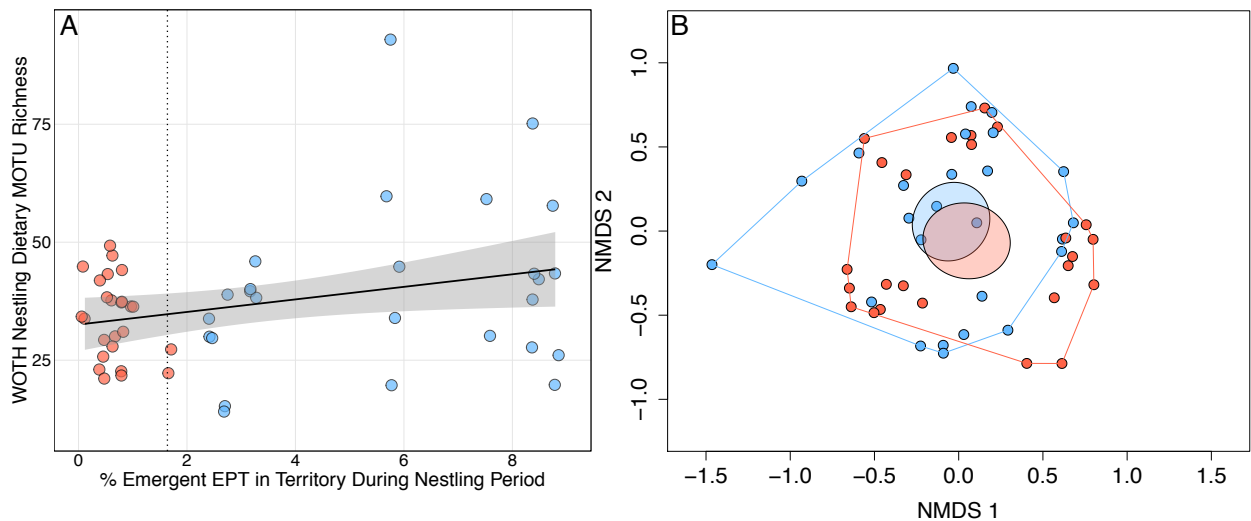 A
WOTH Nestling Dietary MOTU Richness
75
50
25
0 2 4 6 8
% Emergent EPT in Territory During Nestling Period
B
NMDS 2
1.0
0.5
0.0
−0.5
−1.0
−1.5 −1.0 −0.5 0.0 0.5 1.0 1.5
NMDS 1